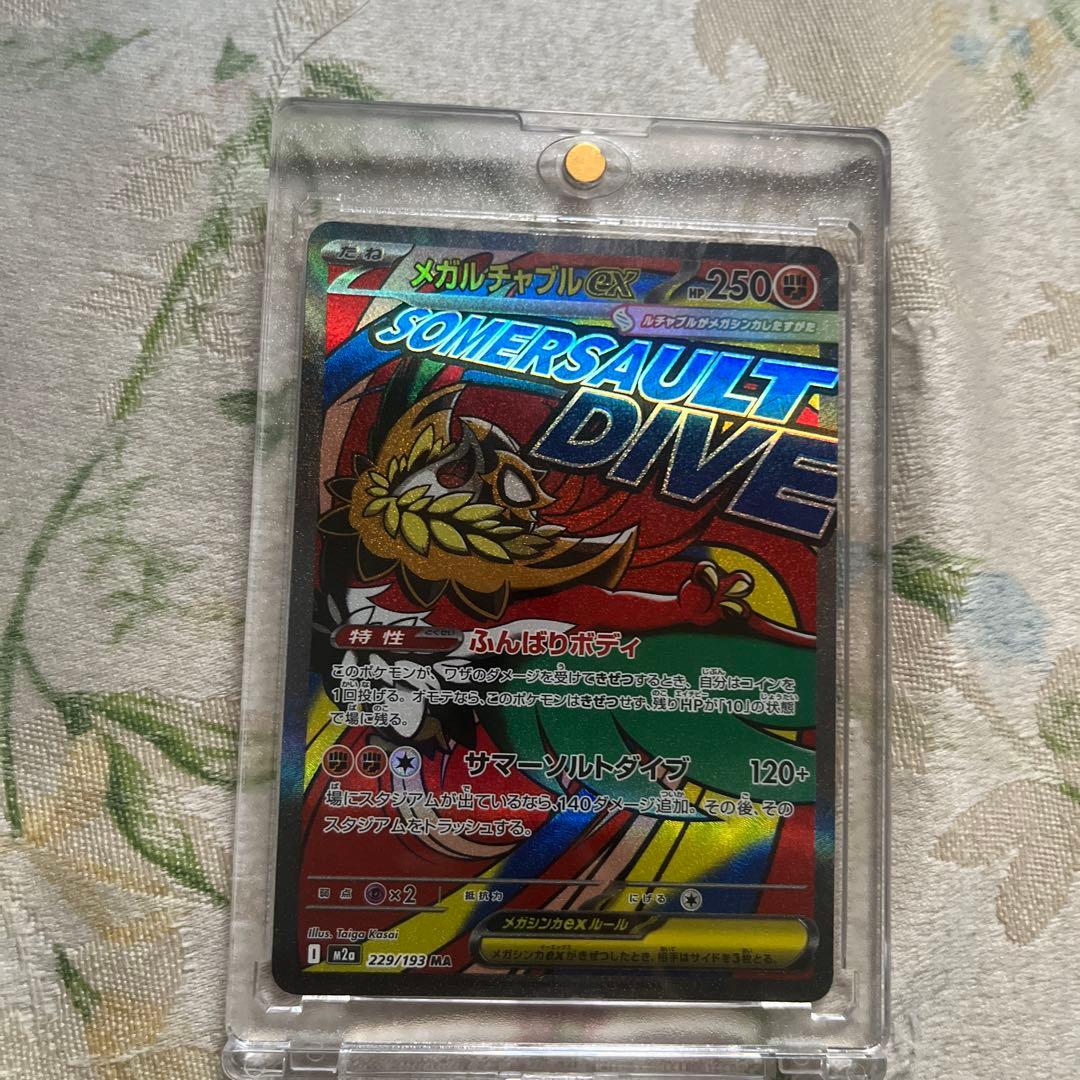 たね
メガルチャブルex
HP 250
ルチャブルがメガシンカしたすがた
SOMERSAULT
DIVE
特性
とくせい
ふんばりボディ
このポケモンが、ワザのダメージを受けてきぜつするとき、自分はコインを
1回投げる。オモテなら、このポケモンはきぜつせず、残りHPが「10」の状態
で場に残る。
サマーソルトダイブ 120+
場にスタジアムが出ているなら、140ダメージ追加。その後、その
スタジアムをトラッシュする。
弱点 ×2 抵抗力 にげる
Illus. Taiga Kasai
メガシンカexルール
I m2a 229/193 MA
メガシンカexがきぜつしたとき、相手はサイドを3枚とる。